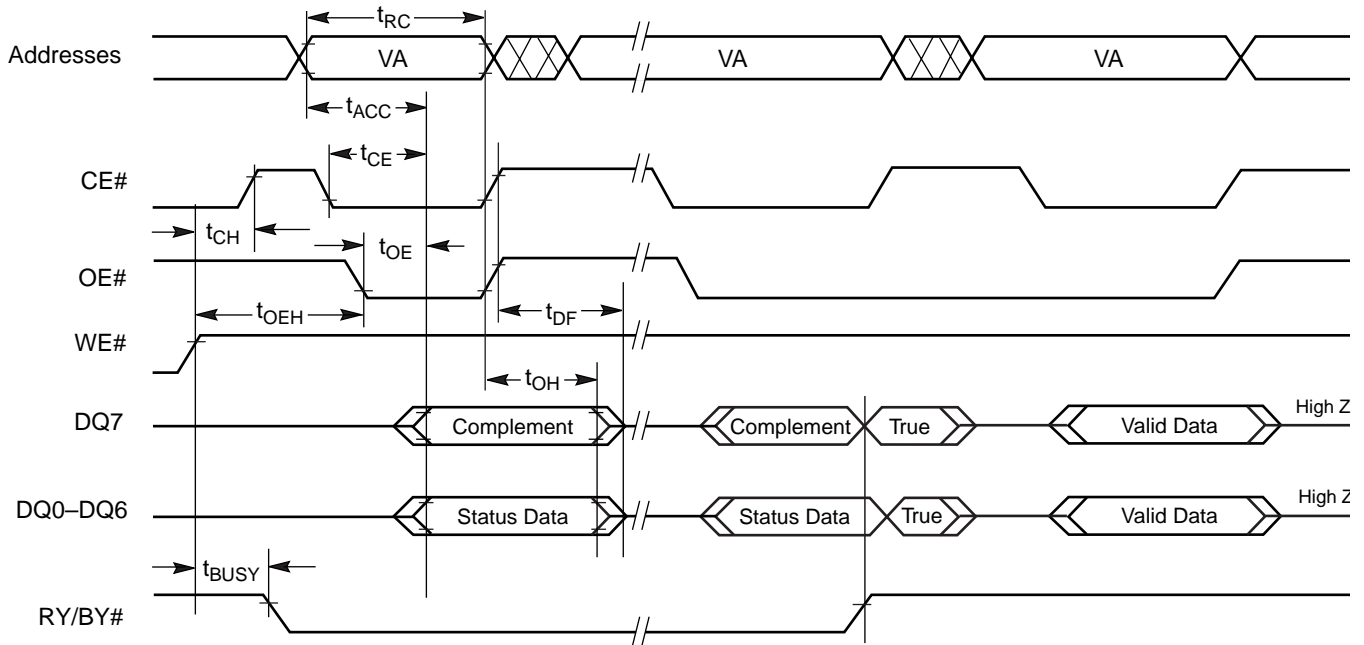 tRC
Addresses VA VA VA
tACC
tCE
CE#
tCH
tOE
OE#
tOEH
tDF
WE#
tOH
DQ7 Complement Complement True Valid Data High Z
DQ0–DQ6 Status Data Status Data True Valid Data High Z
tBUSY
RY/BY#